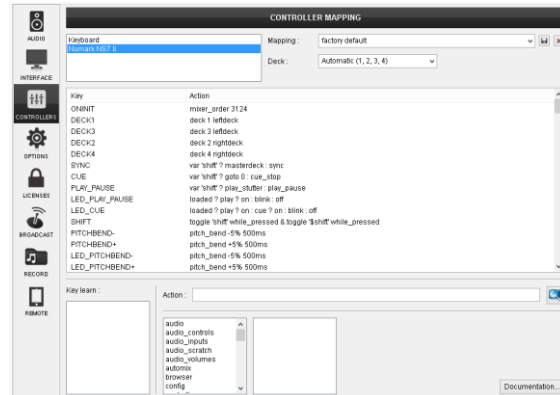 CONTROLLER MAPPING
AUDIO
INTERFACE
CONTROLLERS
OPTIONS
LICENSES
BROADCAST
RECORD
REMOTE
Keyboard
Numark NS7 II
Mapping : factory default
Deck : Automatic (1, 2, 3, 4)
Key Action
ONINIT mixer_order 3124
DECK1 deck 1 leftdeck
DECK3 deck 3 leftdeck
DECK2 deck 2 rightdeck
DECK4 deck 4 rightdeck
SYNC var 'shift' ? masterdeck : sync
CUE var 'shift' ? goto 0 : cue_stop
PLAY_PAUSE var 'shift' ? play_stutter : play_pause
LED_PLAY_PAUSE loaded ? play ? on : blink : off
LED_CUE loaded ? play ? on : cue ? on : blink : off
SHIFT toggle 'shift' while_pressed & toggle '$shift' while_pressed
PITCHBEND- pitch_bend -5% 500ms
PITCHBEND+ pitch_bend +5% 500ms
LED_PITCHBEND- pitch_bend -5% 500ms
LED_PITCHBEND+ pitch_bend +5% 500ms
Key learn :
Action :
audio
audio_controls
audio_inputs
audio_scratch
audio_volumes
automix
browser
config
Documentation...